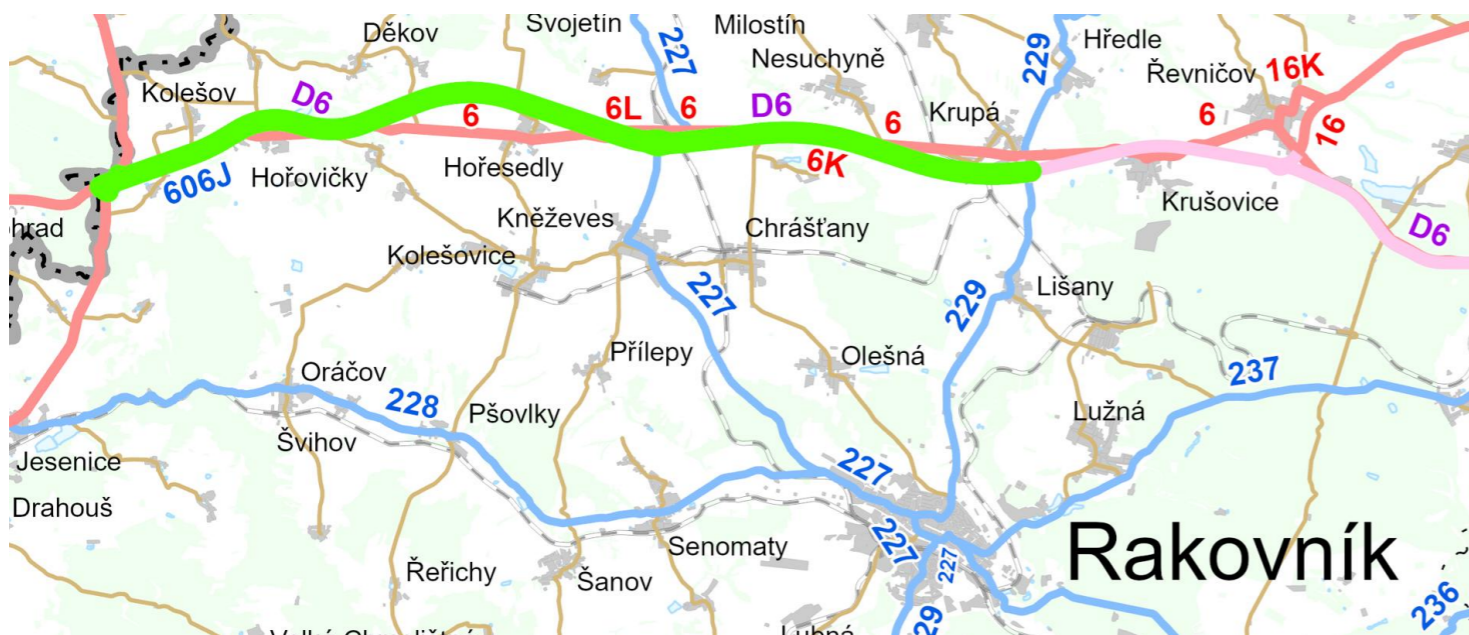 Svojetín
Milostín
Děkov
227
Nesuchyně
229
Hředle
Řevničov
16K
Kolešov
D6
6
6L
6
D6
6
Krupá
6
16
606J
Hořovičky
Hořesedly
6K
Krušovice
D6
hrad
Kněževes
Chrášťany
Kolešovice
227
229
Lišany
Přílepy
Olešná
Oráčov
228
Pšovlky
237
Lužná
Švihov
Jesenice
227
Drahouš
Senomaty
227
227
Rakovník
Řeřichy
Šanov
236
29